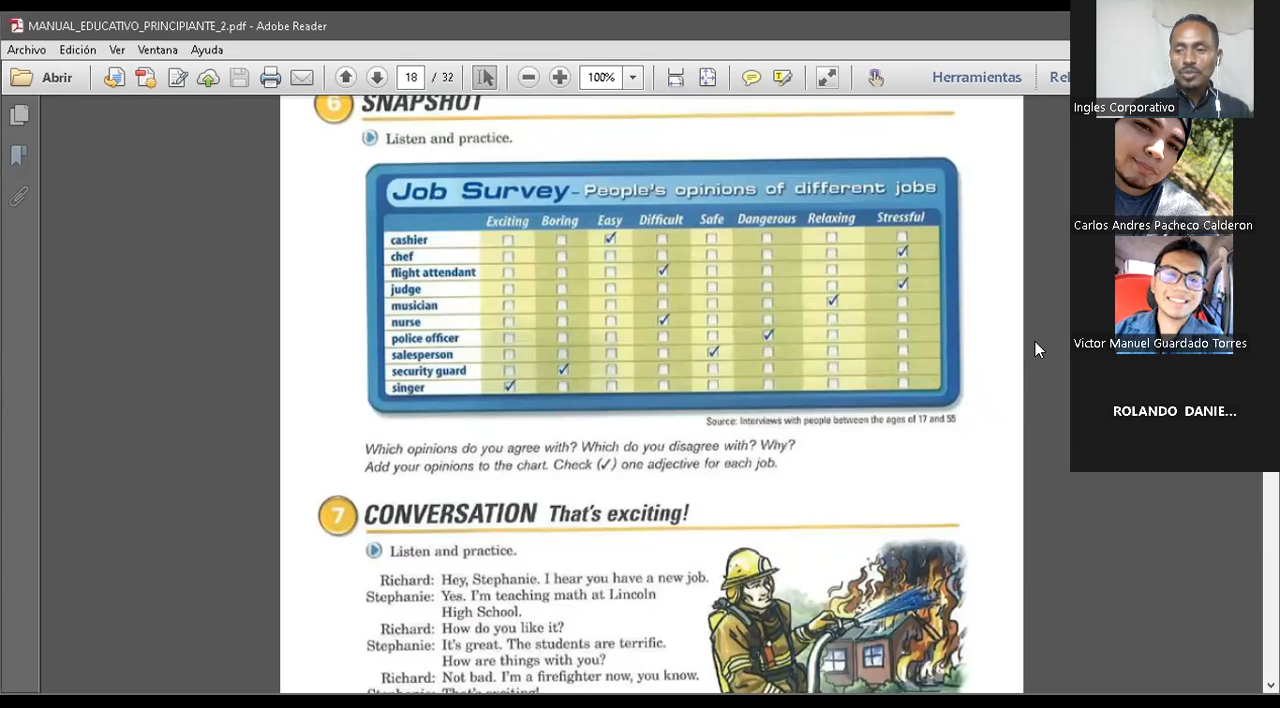 MANUAL_EDUCATIVO_PRINCIPIANTE_2.pdf - Adobe Reader
Archivo Edición Ver Ventana Ayuda
Abrir 18 / 32 100% Herramientas Rel
6 SNAPSHOT
Listen and practice.
Job Survey - People's opinions of different jobs
Exciting Boring Easy Difficult Safe Dangerous Relaxing Stressful
cashier
chef
flight attendant
judge
musician
nurse
police officer
salesperson
security guard
singer
Source: Interviews with people between the ages of 17 and 55
Which opinions do you agree with? Which do you disagree with? Why?
Add your opinions to the chart. Check (✓) one adjective for each job.
7 CONVERSATION That's exciting!
Listen and practice.
Richard: Hey, Stephanie. I hear you have a new job.
Stephanie: Yes. I'm teaching math at Lincoln
High School.
Richard: How do you like it?
Stephanie: It's great. The students are terrific.
How are things with you?
Richard: Not bad. I'm a firefighter now, you know.
Stephanie: That's exciting!
Ingles Corporativo
Carlos Andres Pacheco Calderon
Victor Manuel Guardado Torres
ROLANDO DANIE...